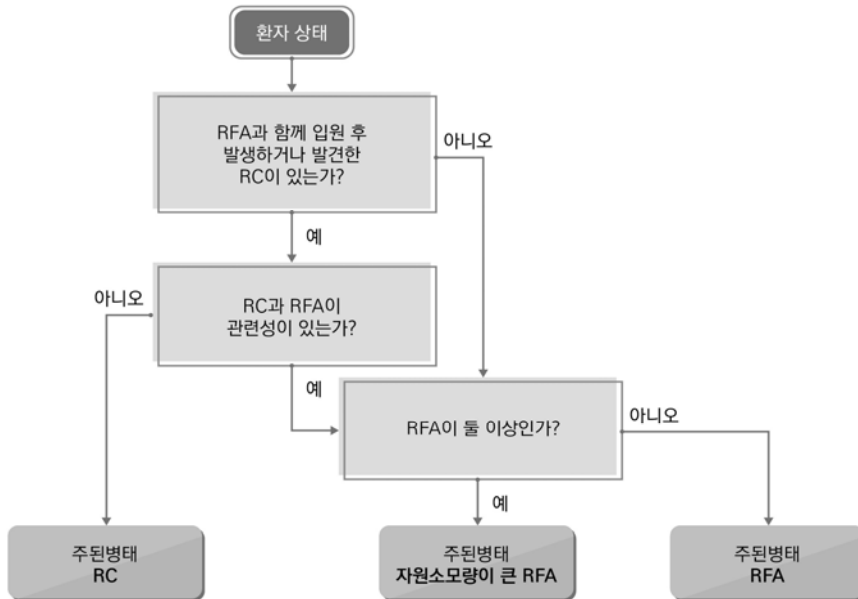 환자 상태
RFA과 함께 입원 후
발생하거나 발견한
RC이 있는가?
아니오
예
아니오
RC과 RFA이
관련성이 있는가?
예
RFA이 둘 이상인가?
아니오
예
주된병태
RC
주된병태
자원소모량이 큰 RFA
주된병태
RFA